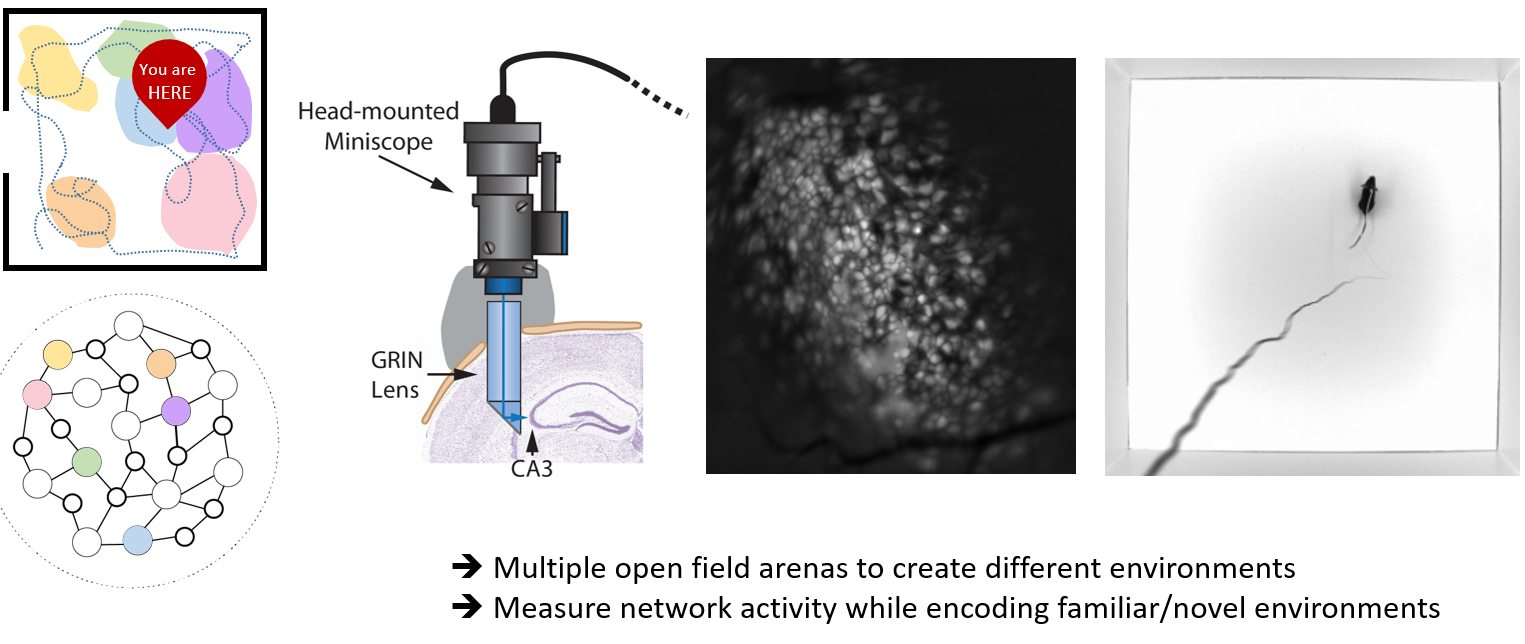 You are
HERE
Head-mounted
Miniscope
GRIN
Lens
CA3
➔ Multiple open field arenas to create different environments
➔ Measure network activity while encoding familiar/novel environments